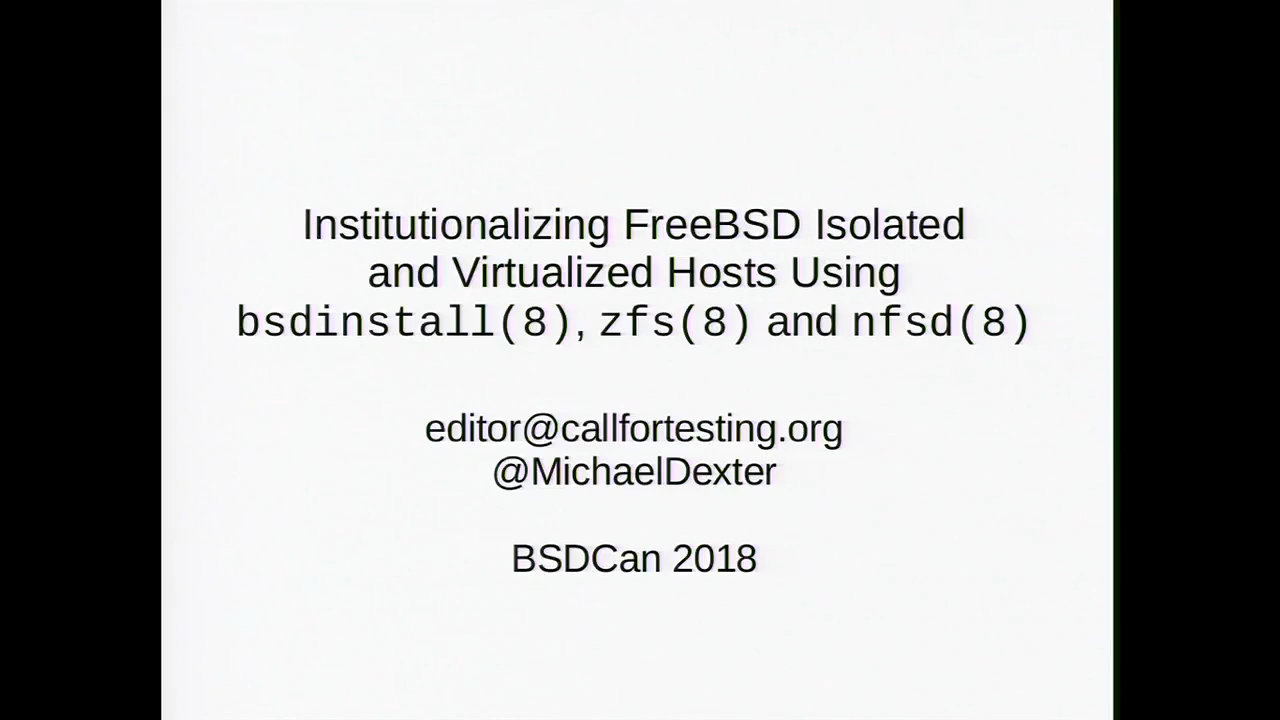 Institutionalizing FreeBSD Isolated
and Virtualized Hosts Using
bsdinstall(8), zfs(8) and nfsd(8)
editor@callfortesting.org
@MichaelDexter
BSDCan 2018